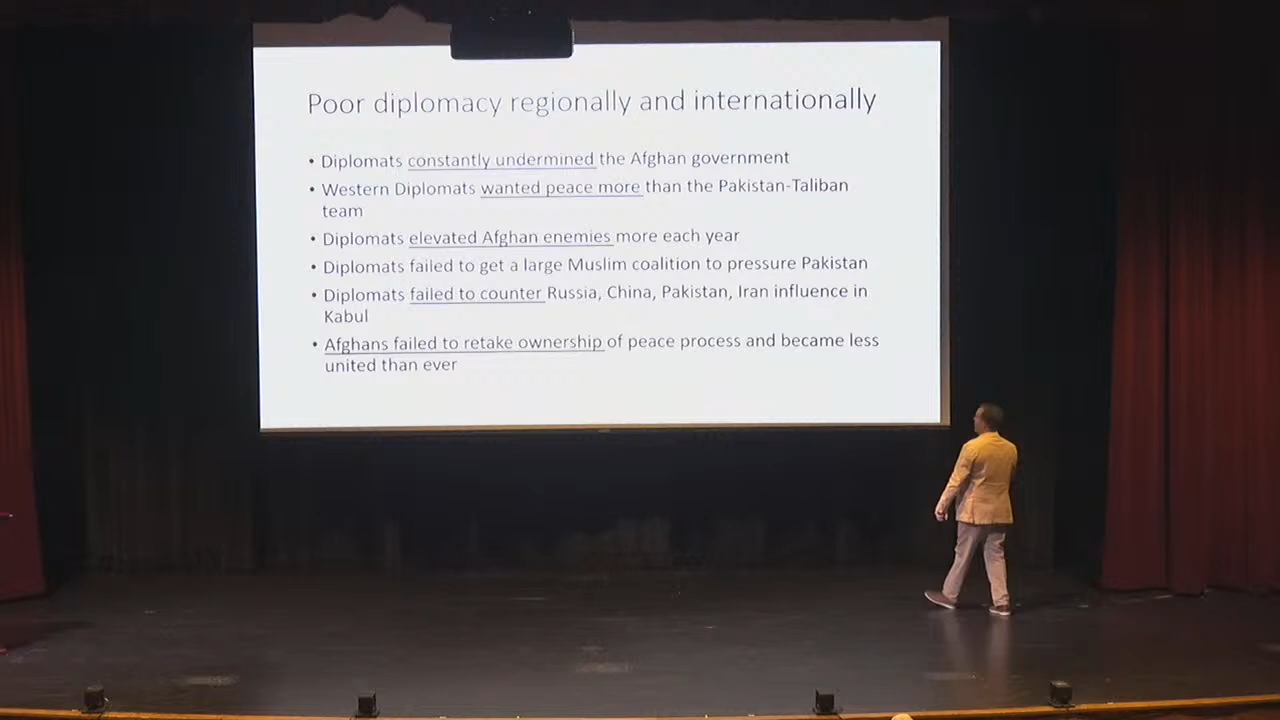 Poor diplomacy regionally and internationally
• Diplomats constantly undermined the Afghan government
• Western Diplomats wanted peace more than the Pakistan-Taliban
team
• Diplomats elevated Afghan enemies more each year
• Diplomats failed to get a large Muslim coalition to pressure Pakistan
• Diplomats failed to counter Russia, China, Pakistan, Iran influence in
Kabul
• Afghans failed to retake ownership of peace process and became less
united than ever